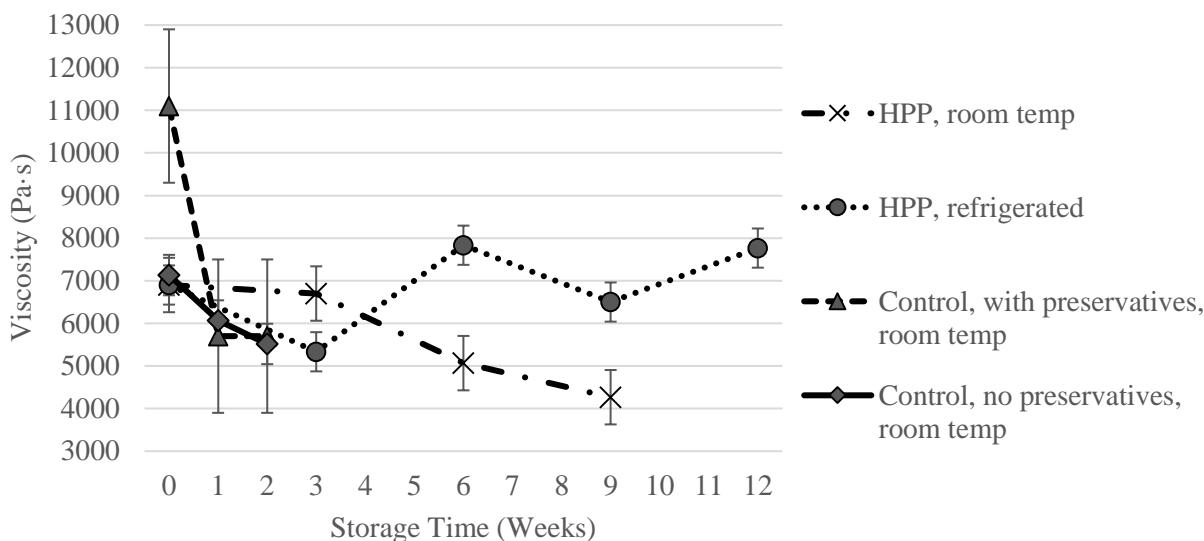 13000
12000
11000
10000
9000
8000
7000
6000
5000
4000
3000
Viscosity (Pa·s)
0 1 2 3 4 5 6 7 8 9 10 11 12
Storage Time (Weeks)
HPP, room temp
HPP, refrigerated
Control, with preservatives,
room temp
Control, no preservatives,
room temp